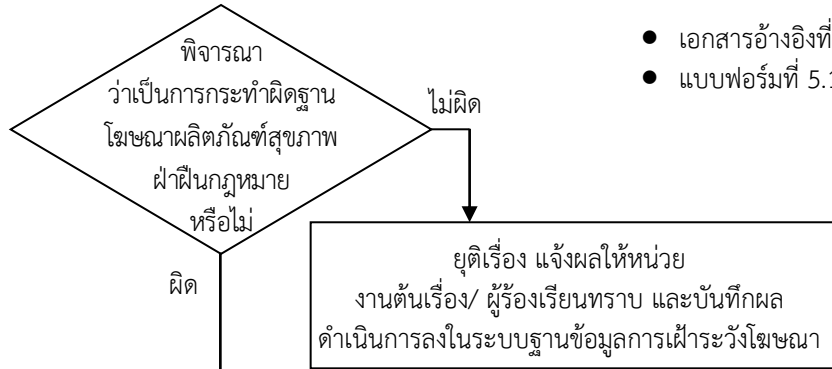 พิจารณา
ว่าเป็นการกระทำผิดฐาน
โฆษณาผลิตภัณฑ์สุขภาพ
ฝ่าฝืนกฎหมาย
หรือไม่
ไม่ผิด
ผิด
ยุติเรื่อง แจ้งผลให้หน่วย
งานต้นเรื่อง/ ผู้ร้องเรียนทราบ และบันทึกผล
ดำเนินการลงในระบบฐานข้อมูลการเฝ้าระวังโฆษณา
● เอกสารอ้างอิงที่
● แบบฟอร์มที่ 5.1